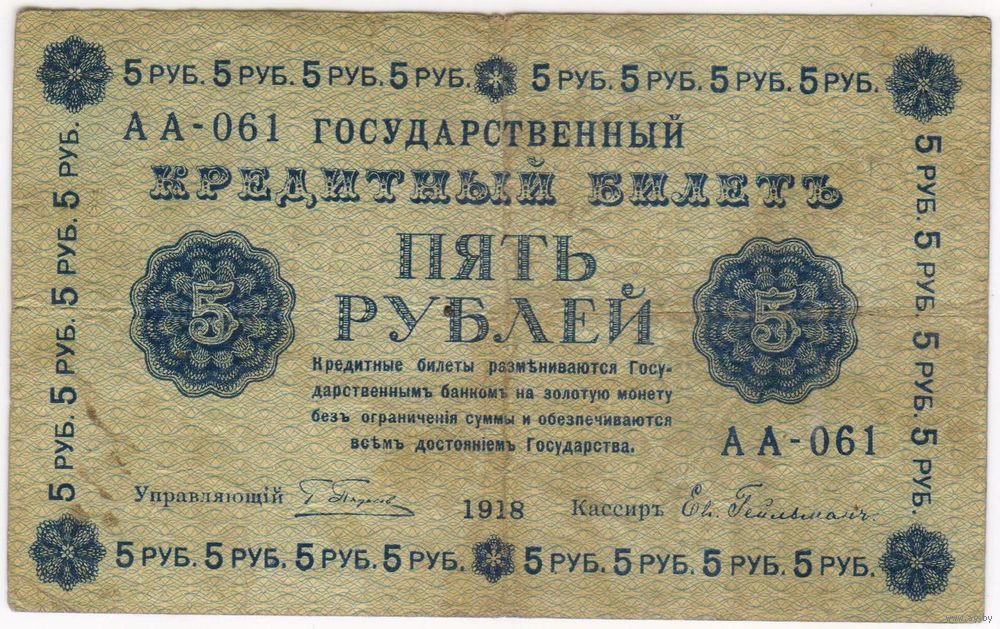 5 РУБ. 5 РУБ. 5 РУБ. 5 РУБ. 5 РУБ. 5 РУБ. 5 РУБ. 5 РУБ.
АА-061 ГОСУДАРСТВЕННЫЙ
КРЕДИТНЫЙ БИЛЕТЪ
ПЯТЬ
РУБЛЕЙ
5
5
Кредитные билеты размѣниваются Госу-
дарственнымъ банкомъ на золотую монету
безъ ограниченія суммы и обезпечиваются
всѣмъ достояніемъ Государства.
АА-061
Управляющій
1918 Кассиръ Ев. Гейльманъ.
5 РУБ. 5 РУБ. 5 РУБ. 5 РУБ.
5 РУБ. 5 РУБ. 5 РУБ. 5 РУБ.
5 РУБ. 5 РУБ. 5 РУБ. 5 РУБ. 5 РУБ. 5 РУБ. 5 РУБ. 5 РУБ.